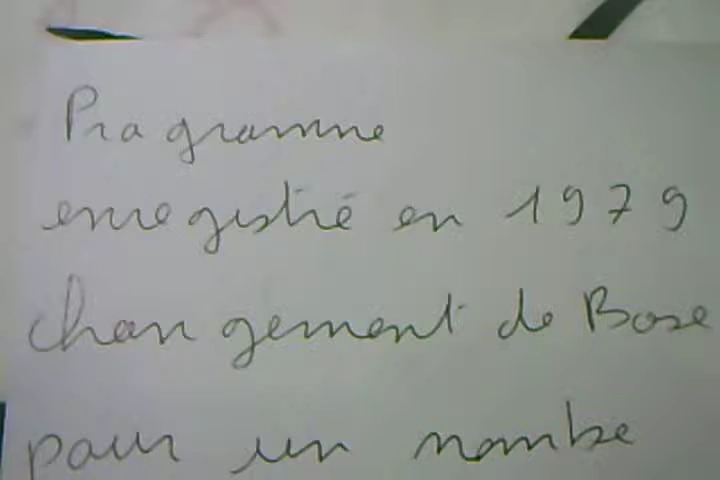 Programme
enregistré en 1979
changement de Base
pour un nombre